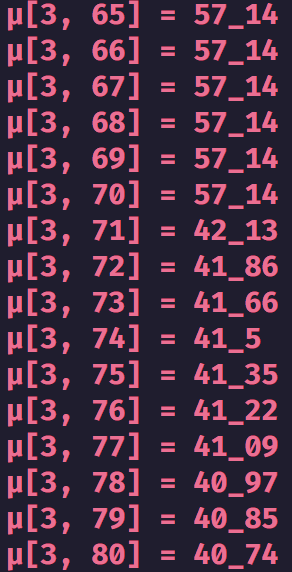 μ[3, 65] = 57_14
μ[3, 66] = 57_14
μ[3, 67] = 57_14
μ[3, 68] = 57_14
μ[3, 69] = 57_14
μ[3, 70] = 57_14
μ[3, 71] = 42_13
μ[3, 72] = 41_86
μ[3, 73] = 41_66
μ[3, 74] = 41_5
μ[3, 75] = 41_35
μ[3, 76] = 41_22
μ[3, 77] = 41_09
μ[3, 78] = 40_97
μ[3, 79] = 40_85
μ[3, 80] = 40_74